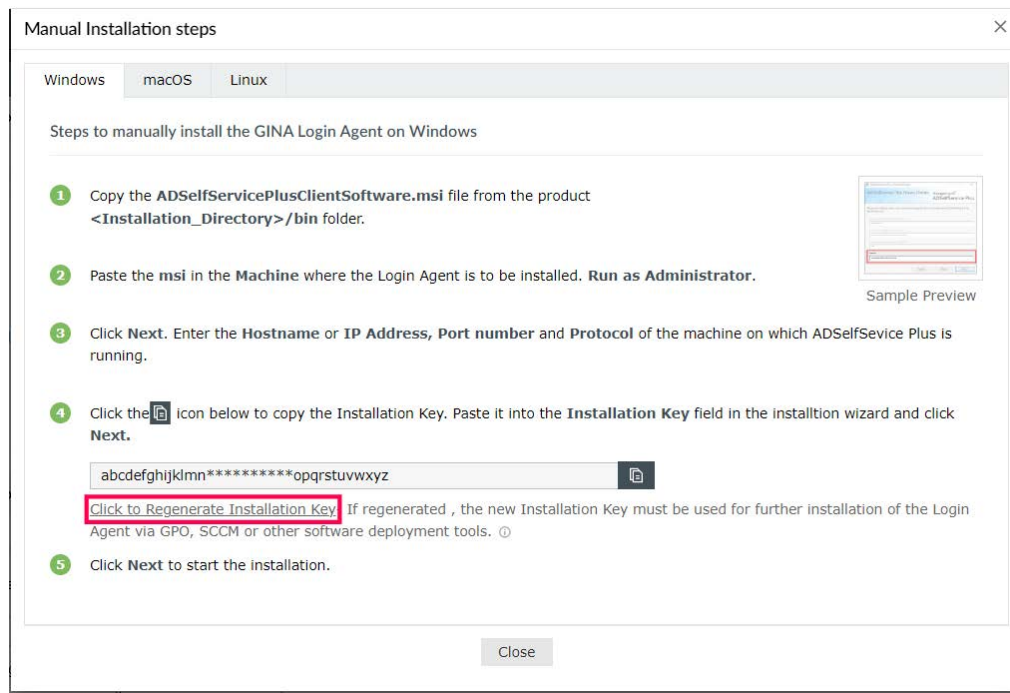 Manual Installation steps
Windows macOS Linux
Steps to manually install the GINA Login Agent on Windows
1 Copy the ADSelfServicePlusClientSoftware.msi file from the product
<Installation_Directory>/bin folder.
Sample Preview
2 Paste the msi in the Machine where the Login Agent is to be installed. Run as Administrator.
3 Click Next. Enter the Hostname or IP Address, Port number and Protocol of the machine on which ADSelfSevice Plus is
running.
4 Click the icon below to copy the Installation Key. Paste it into the Installation Key field in the installtion wizard and click
Next.
abcdefghijklmn**********opqrstuvwxyz
Click to Regenerate Installation Key If regenerated , the new Installation Key must be used for further installation of the Login
Agent via GPO, SCCM or other software deployment tools.
5 Click Next to start the installation.
Close